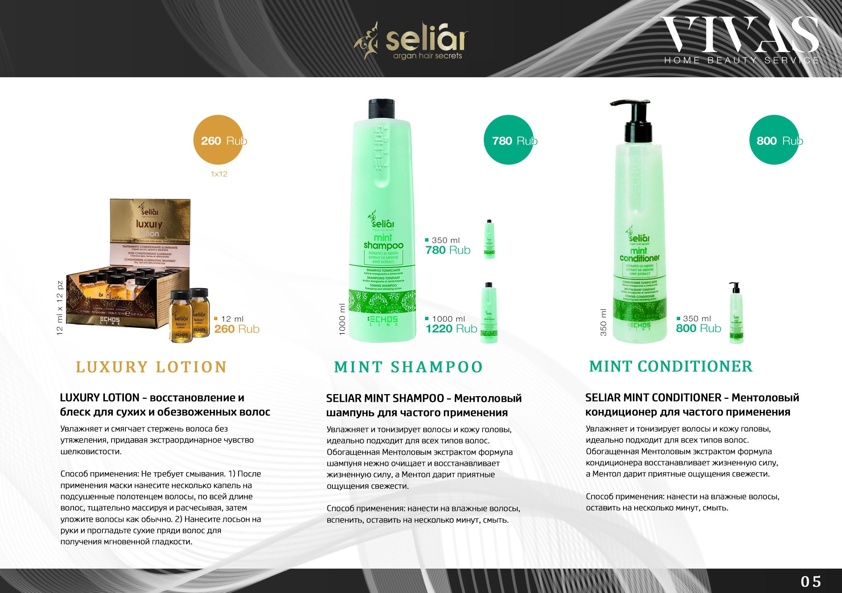 seliár
argan hair secrets
VIVAS
HOME BEAUTY SERVICE
260 Rub
1x12
seliár
luxury
lotion
12 ml x 12 pz
12 ml
260 Rub
LUXURY LOTION
LUXURY LOTION – восстановление и
блеск для сухих и обезвоженных волос
Увлажняет и смягчает стержень волоса без
утяжеления, придавая экстраординарное чувство
шелковистости.
Способ применения: Не требует смывания. 1) После
применения маски нанесите несколько капель на
подсушенные полотенцем волосы, по всей длине
волос, тщательно массируя и расчесывая, затем
уложите волосы как обычно. 2) Нанесите лосьон на
руки и прогладьте сухие пряди волос для
получения мгновенной гладкости.
780 Rub
seliár
mint
shampoo
ECHOS
LINE
1000 ml
350 ml
780 Rub
1000 ml
1220 Rub
MINT SHAMPOO
SELIAR MINT SHAMPOO – Ментоловый
шампунь для частого применения
Увлажняет и тонизирует волосы и кожу головы,
идеально подходит для всех типов волос.
Обогащенная Ментоловым экстрактом формула
шампуня нежно очищает и восстанавливает
жизненную силу, а Ментол дарит приятные
ощущения свежести.
Способ применения: нанести на влажные волосы,
вспенить, оставить на несколько минут, смыть.
800 Rub
seliár
mint
conditioner
ECHOS
LINE
350 ml
350 ml
800 Rub
MINT CONDITIONER
SELIAR MINT CONDITIONER – Ментоловый
кондиционер для частого применения
Увлажняет и тонизирует волосы и кожу головы,
идеально подходит для всех типов волос.
Обогащенная Ментоловым экстрактом формула
кондиционера восстанавливает жизненную силу,
а Ментол дарит приятные ощущения свежести.
Способ применения: нанести на влажные волосы,
оставить на несколько минут, смыть.
05